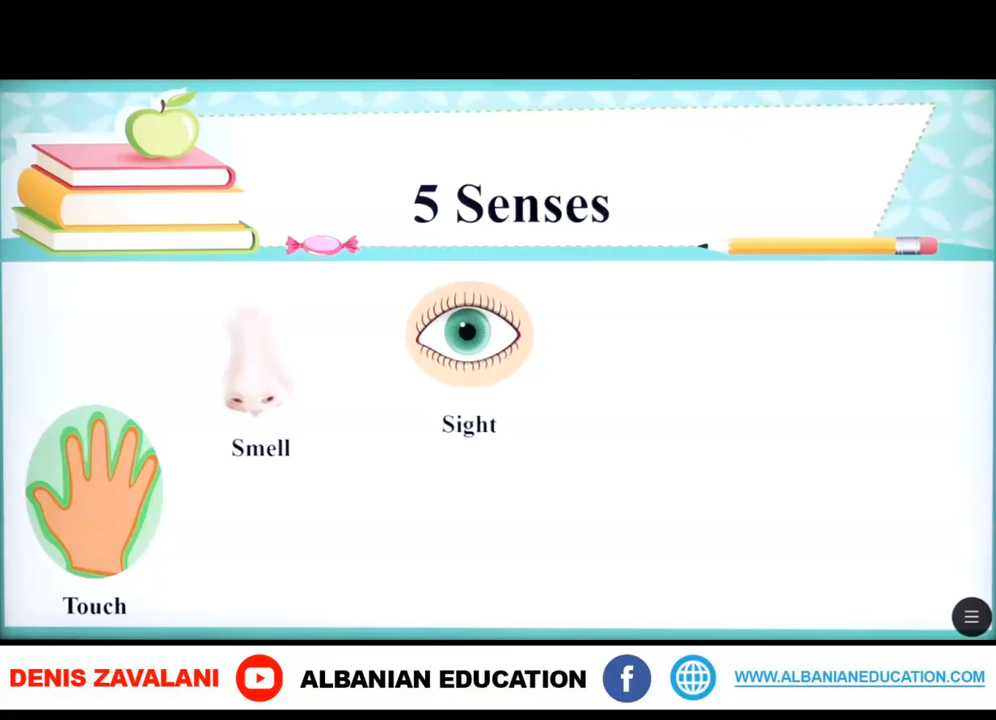 5 Senses
Sight
Smell
Touch
DENIS ZAVALANI
ALBANIAN EDUCATION
f
WWW.ALBANIANEDUCATION.COM